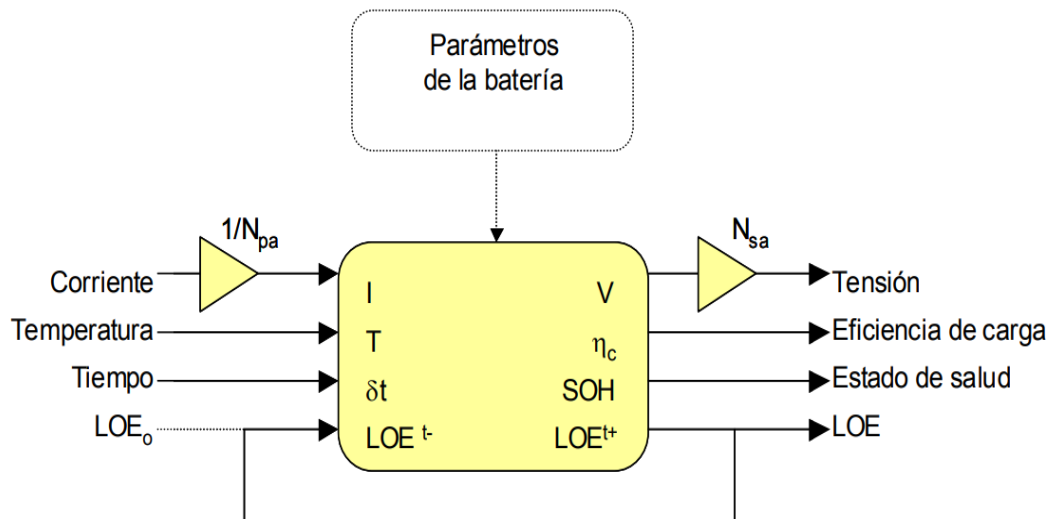 Parámetros
de la batería
1/Npa
Nsa
Corriente
I
V
Tensión
Temperatura
T
ηc
Eficiencia de carga
Tiempo
δt
SOH
Estado de salud
LOEo
LOE t-
LOEt+
LOE